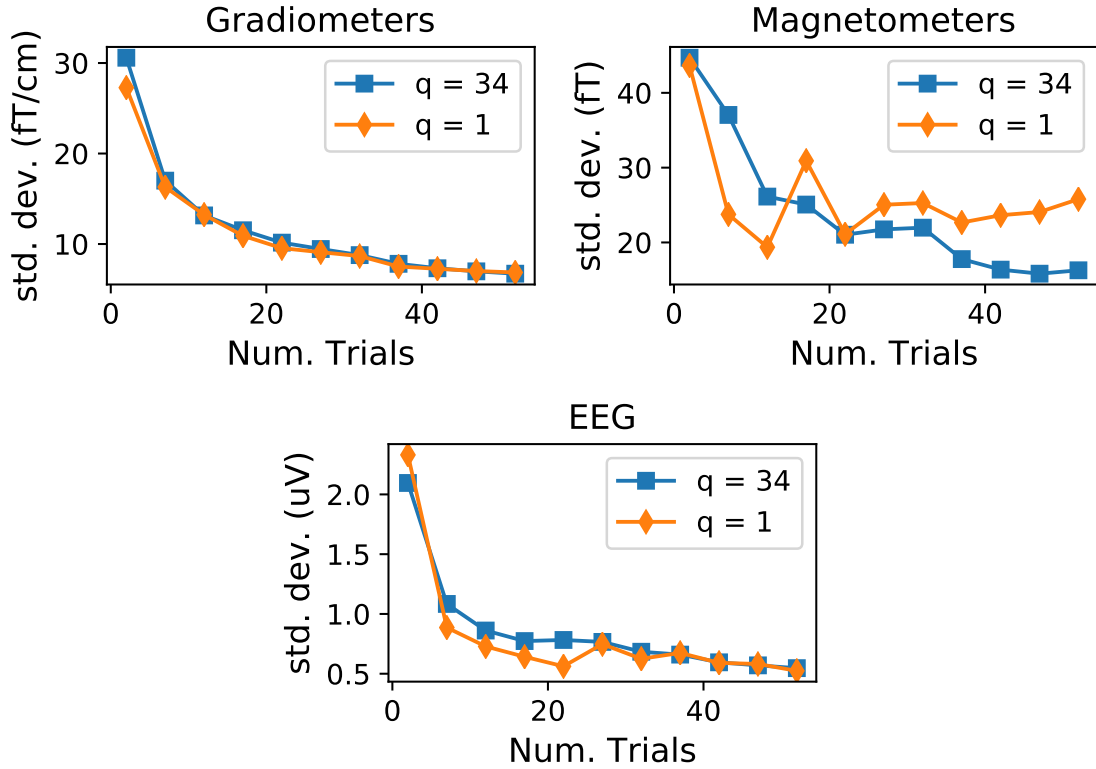 Gradiometers
std. dev. (fT/cm)
30
20
10
q = 34
q = 1
0
20
40
Num. Trials
Magnetometers
std. dev. (fT)
40
30
20
q = 34
q = 1
0
20
40
Num. Trials
EEG
std. dev. (uV)
2.0
1.5
1.0
0.5
q = 34
q = 1
0
20
40
Num. Trials